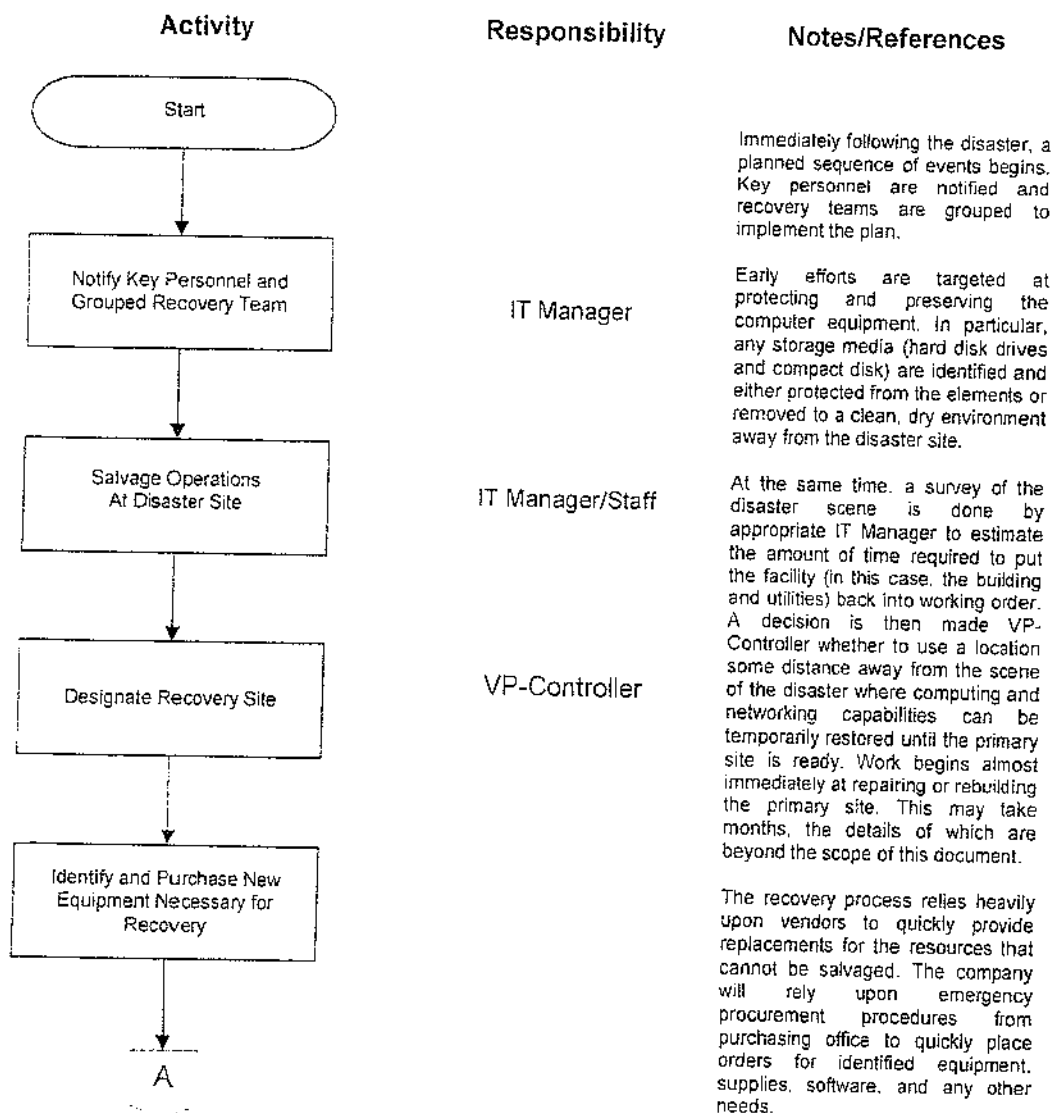 Activity
Responsibility
Notes/References
Start
Immediately following the disaster, a
planned sequence of events begins.
Key personnel are notified and
recovery teams are grouped to
implement the plan.
Notify Key Personnel and
Grouped Recovery Team
IT Manager
Early efforts are targeted at
protecting and preserving the
computer equipment. In particular,
any storage media (hard disk drives
and compact disk) are identified and
either protected from the elements or
removed to a clean, dry environment
away from the disaster site.
Salvage Operations
At Disaster Site
IT Manager/Staff
At the same time, a survey of the
disaster scene is done by
appropriate IT Manager to estimate
the amount of time required to put
the facility (in this case, the building
and utilities) back into working order.
A decision is then made VP-
Controller whether to use a location
some distance away from the scene
of the disaster where computing and
networking capabilities can be
temporarily restored until the primary
site is ready. Work begins almost
immediately at repairing or rebuilding
the primary site. This may take
months, the details of which are
beyond the scope of this document.
Designate Recovery Site
VP-Controller
Identify and Purchase New
Equipment Necessary for
Recovery
The recovery process relies heavily
upon vendors to quickly provide
replacements for the resources that
cannot be salvaged. The company
will rely upon emergency
procurement procedures from
purchasing office to quickly place
orders for identified equipment,
supplies, software, and any other
needs.
A